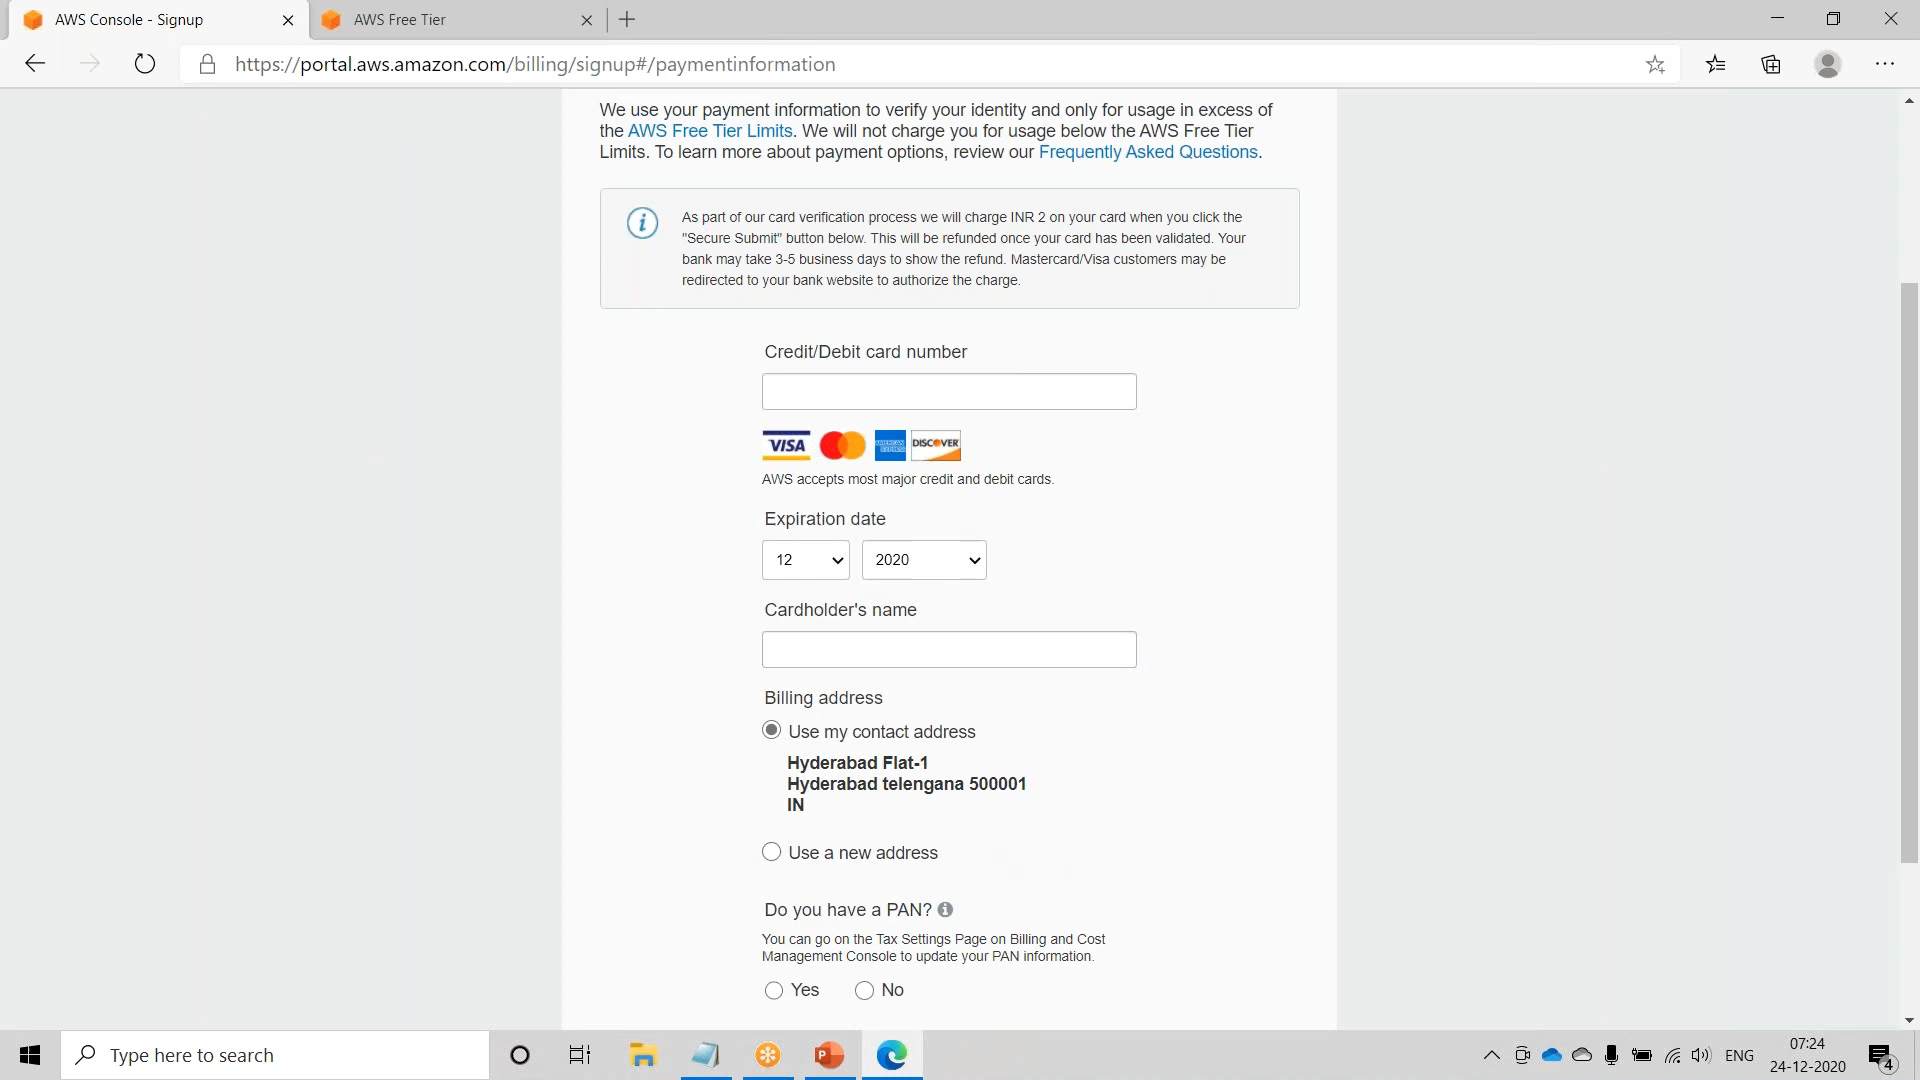 AWS Console - Signup
AWS Free Tier
https://portal.aws.amazon.com/billing/signup#/paymentinformation
We use your payment information to verify your identity and only for usage in excess of
the AWS Free Tier Limits. We will not charge you for usage below the AWS Free Tier
Limits. To learn more about payment options, review our Frequently Asked Questions.
As part of our card verification process we will charge INR 2 on your card when you click the
"Secure Submit" button below. This will be refunded once your card has been validated. Your
bank may take 3-5 business days to show the refund. Mastercard/Visa customers may be
redirected to your bank website to authorize the charge.
Credit/Debit card number
VISA AMERICAN EXPRESS DISCOVER
AWS accepts most major credit and debit cards.
Expiration date
12 2020
Cardholder's name
Billing address
Use my contact address
Hyderabad Flat-1
Hyderabad telengana 500001
IN
Use a new address
Do you have a PAN?
You can go on the Tax Settings Page on Billing and Cost
Management Console to update your PAN information.
Yes No
Type here to search
ENG
07:24
24-12-2020
4